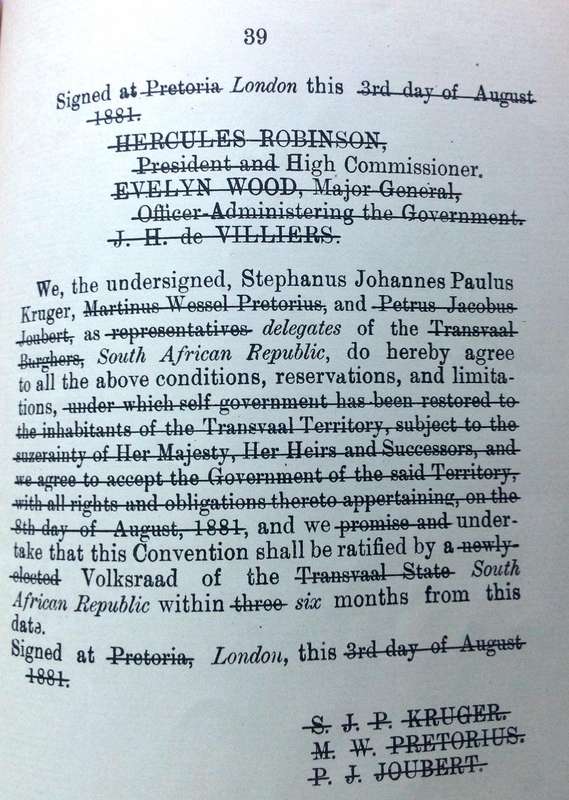 39
Signed at Pretoria London this 3rd day of August
1881.
HERCULES ROBINSON,
President and High Commissioner.
EVELYN WOOD, Major General,
Officer Administering the Government.
J. H. de VILLIERS.
We, the undersigned, Stephanus Johannes Paulus
Kruger, Martinus Wessel Pretorius, and Petrus Jacobus
Joubert, as representatives delegates of the Transvaal
Burghers, South African Republic, do hereby agree
to all the above conditions, reservations, and limita-
tions, under which self government has been restored to
the inhabitants of the Transvaal Territory, subject to the
suzerainty of Her Majesty, Her Heirs and Successors, and
we agree to accept the Government of the said Territory,
with all rights and obligations thereto appertaining, on the
8th day of August, 1881, and we promise and under-
take that this Convention shall be ratified by a newly-
elected Volksraad of the Transvaal State South
African Republic within three six months from this
date.
Signed at Pretoria, London, this 3rd day of August
1881.
S. J. P. KRUGER.
M. W. PRETORIUS.
P. J. JOUBERT.